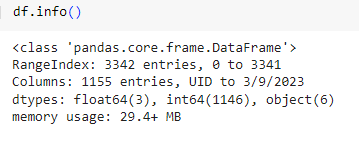 df.info()
<class 'pandas.core.frame.DataFrame'>
RangeIndex: 3342 entries, 0 to 3341
Columns: 1155 entries, UID to 3/9/2023
dtypes: float64(3), int64(1146), object(6)
memory usage: 29.4+ MB